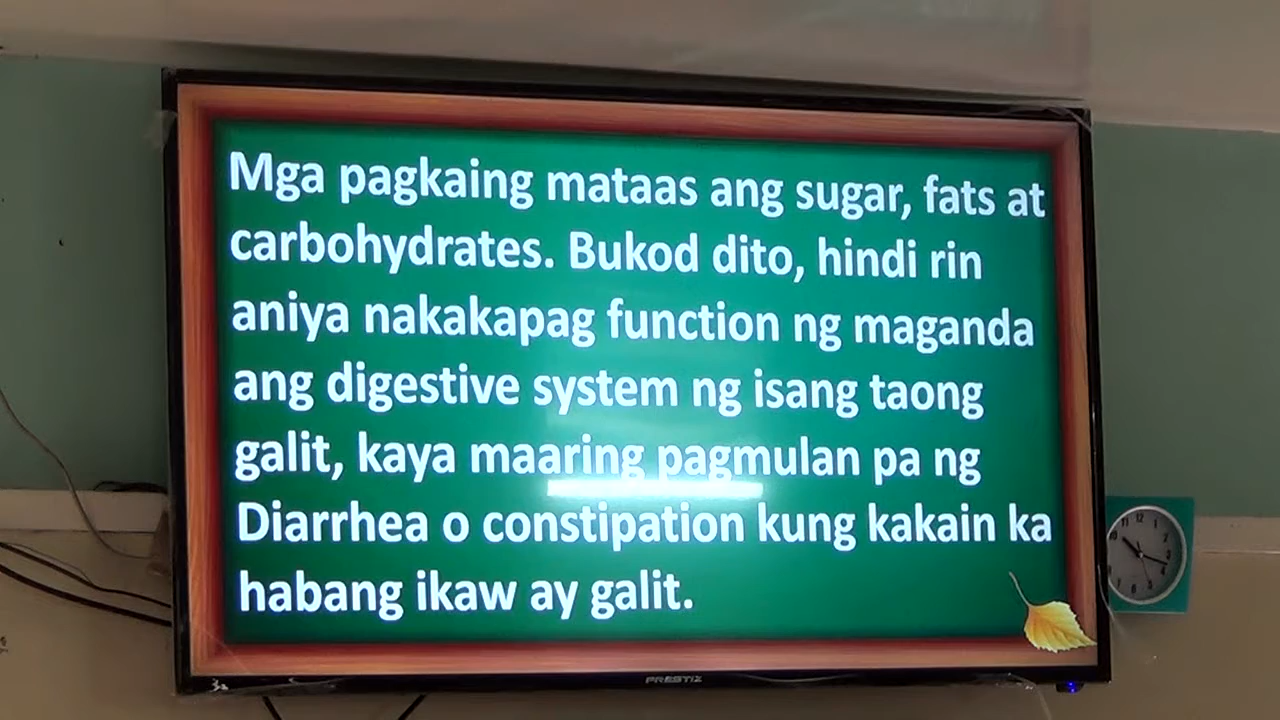 Mga pagkaing mataas ang sugar, fats at
carbohydrates. Bukod dito, hindi rin
aniya nakakapag function ng maganda
ang digestive system ng isang taong
galit, kaya maaring pagmulan pa ng
Diarrhea o constipation kung kakain ka
habang ikaw ay galit.
PRESTIZ